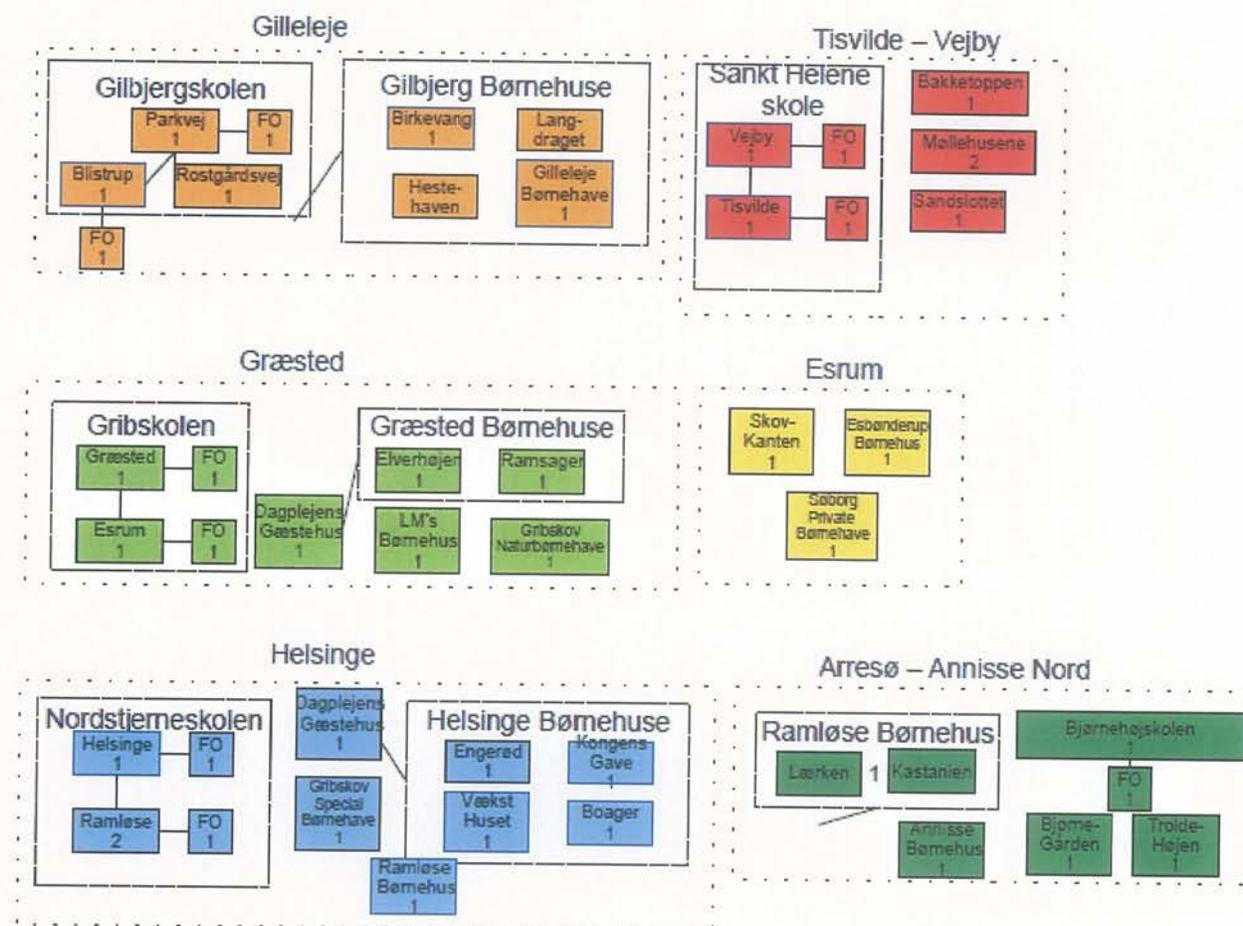 Gilleleje
Gilbjergskolen
Parkvej
1
FO
1
Blistrup
1
Rostgårdsvej
1
FO
1
Gilbjerg Børnehuse
Birkevang
1
Lang-
draget
Heste-
haven
Gilleleje
Børnehave
1
Tisvilde – Vejby
Sankt Helene
skole
Vejby
1
FO
1
Tisvilde
1
FO
1
Bakketoppen
1
Møllehusene
2
Sandslottet
1
Græsted
Gribskolen
Græsted
1
FO
1
Esrum
1
FO
1
Dagplejens
Gæstehus
1
Græsted Børnehuse
Elverhøjen
1
Ramsager
1
LM's
Børnehus
1
Gribskov
Naturbørnehave
1
Esrum
Skov-
Kanten
1
Esbønderup
Børnehus
1
Søborg
Private
Børnehave
1
Helsinge
Nordstjerneskolen
Helsinge
1
FO
1
Ramløse
2
FO
1
Dagplejens
Gæstehus
1
Gribskov
Special
Børnehave
1
Ramløse
Børnehus
1
Helsinge Børnehuse
Engerød
1
Kongens
Gave
1
Vækst
Huset
1
Boager
1
Arresø – Annisse Nord
Ramløse Børnehus
Lærken
1
Kastanien
Annisse
Børnehus
1
Bjørnehøjskolen
1
FO
1
Bjørne-
Gården
1
Trolde-
Højen
1